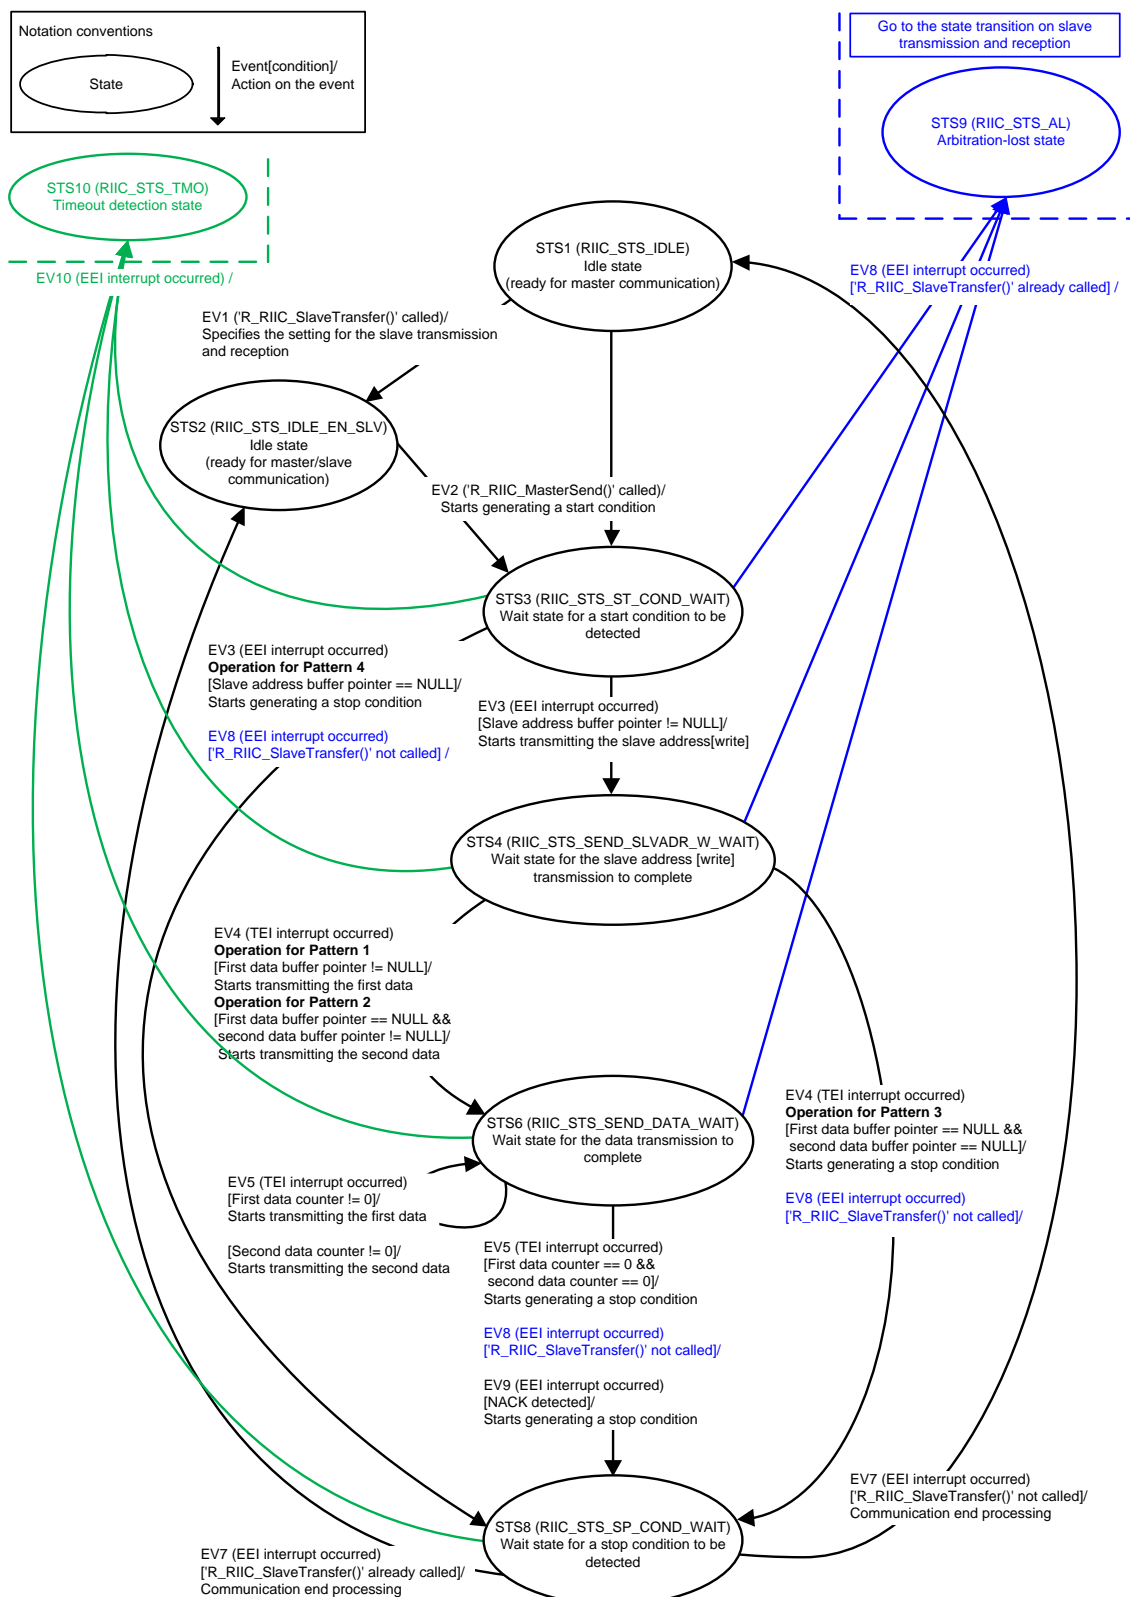 Notation conventions
State
Event[condition]/
Action on the event
Go to the state transition on slave
transmission and reception
STS9 (RIIC_STS_AL)
Arbitration-lost state
STS10 (RIIC_STS_TMO)
Timeout detection state
EV10 (EEI interrupt occurred) /
STS1 (RIIC_STS_IDLE)
Idle state
(ready for master communication)
EV8 (EEI interrupt occurred)
['R_RIIC_SlaveTransfer()' already called] /
EV1 ('R_RIIC_SlaveTransfer()' called)/
Specifies the setting for the slave transmission
and reception
STS2 (RIIC_STS_IDLE_EN_SLV)
Idle state
(ready for master/slave
communication)
EV2 ('R_RIIC_MasterSend()' called)/
Starts generating a start condition
STS3 (RIIC_STS_ST_COND_WAIT)
Wait state for a start condition to be
detected
EV3 (EEI interrupt occurred)
Operation for Pattern 4
[Slave address buffer pointer == NULL]/
Starts generating a stop condition
EV8 (EEI interrupt occurred)
['R_RIIC_SlaveTransfer()' not called] /
EV3 (EEI interrupt occurred)
[Slave address buffer pointer != NULL]/
Starts transmitting the slave address[write]
STS4 (RIIC_STS_SEND_SLVADR_W_WAIT)
Wait state for the slave address [write]
transmission to complete
EV4 (TEI interrupt occurred)
Operation for Pattern 1
[First data buffer pointer != NULL]/
Starts transmitting the first data
Operation for Pattern 2
[First data buffer pointer == NULL &&
second data buffer pointer != NULL]/
Starts transmitting the second data
EV4 (TEI interrupt occurred)
Operation for Pattern 3
[First data buffer pointer == NULL &&
second data buffer pointer == NULL]/
Starts generating a stop condition
EV8 (EEI interrupt occurred)
['R_RIIC_SlaveTransfer()' not called]/
STS6 (RIIC_STS_SEND_DATA_WAIT)
Wait state for the data transmission to
complete
EV5 (TEI interrupt occurred)
[First data counter != 0]/
Starts transmitting the first data
[Second data counter != 0]/
Starts transmitting the second data
EV5 (TEI interrupt occurred)
[First data counter == 0 &&
second data counter == 0]/
Starts generating a stop condition
EV8 (EEI interrupt occurred)
['R_RIIC_SlaveTransfer()' not called]/
EV9 (EEI interrupt occurred)
[NACK detected]/
Starts generating a stop condition
EV7 (EEI interrupt occurred)
['R_RIIC_SlaveTransfer()' not called]/
Communication end processing
STS8 (RIIC_STS_SP_COND_WAIT)
Wait state for a stop condition to be
detected
EV7 (EEI interrupt occurred)
['R_RIIC_SlaveTransfer()' already called]/
Communication end processing